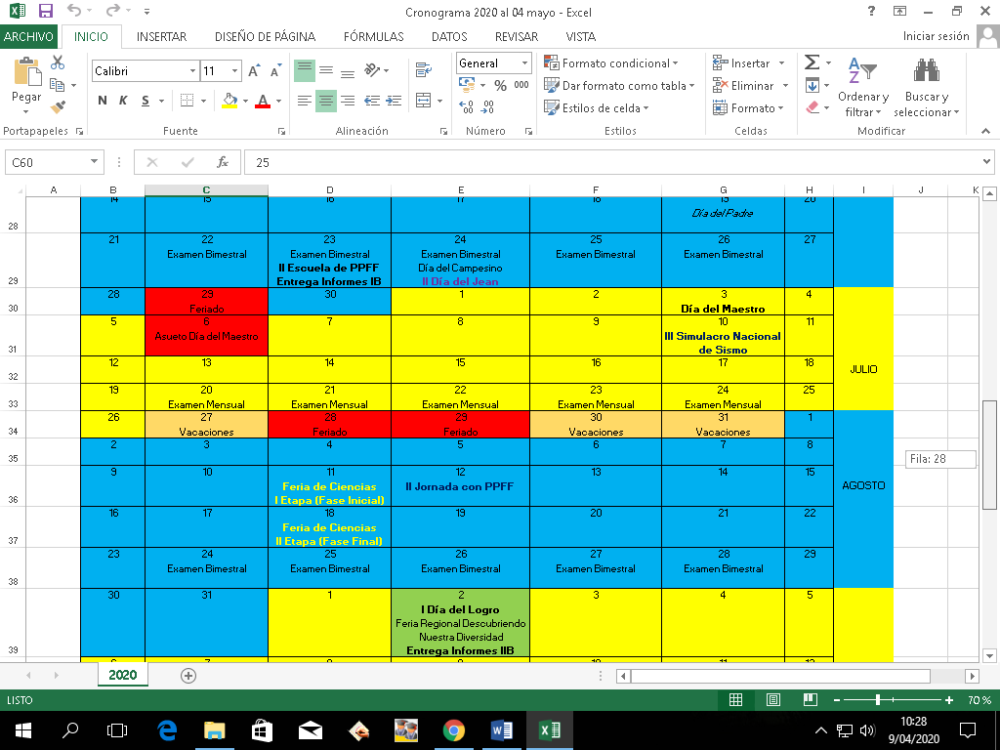 Cronograma 2020 al 04 mayo - Excel
ARCHIVO INICIO INSERTAR DISEÑO DE PÁGINA FÓRMULAS DATOS REVISAR VISTA Iniciar sesión
Calibri 11 General Formato condicional Insertar
Pegar Dar formato como tabla Eliminar Ordenar y filtrar Buscar y seleccionar
N K S % 000 Estilos de celda Formato
Portapapeles Fuente Alineación Número Estilos Celdas Modificar
C60 fx 25
A B C D E F G H I J K
28 14 15 16 17 18 19 20
Día del Padre
29 21 22 23 24 25 26 27
Examen Bimestral Examen Bimestral Examen Bimestral Examen Bimestral Examen Bimestral
II Escuela de PPFF Día del Campesino
Entrega Informes IB II Día del Jean
30 28 29 30 1 2 3 4
Feriado Día del Maestro
31 5 6 7 8 9 10 11
Asueto Día del Maestro III Simulacro Nacional
de Sismo
32 12 13 14 15 16 17 18 JULIO
33 19 20 21 22 23 24 25
Examen Mensual Examen Mensual Examen Mensual Examen Mensual Examen Mensual
34 26 27 28 29 30 31 1
Vacaciones Feriado Feriado Vacaciones Vacaciones
35 2 3 4 5 6 7 8
Fila: 28
36 9 10 11 12 13 14 15 AGOSTO
Feria de Ciencias II Jornada con PPFF
I Etapa (Fase Inicial)
37 16 17 18 19 20 21 22
Feria de Ciencias
II Etapa (Fase Final)
38 23 24 25 26 27 28 29
Examen Bimestral Examen Bimestral Examen Bimestral Examen Bimestral Examen Bimestral
39 30 31 1 2 3 4 5
I Día del Logro
Feria Regional Descubriendo
Nuestra Diversidad
Entrega Informes IIB
2020
LISTO 70 %
10:28
9/04/2020